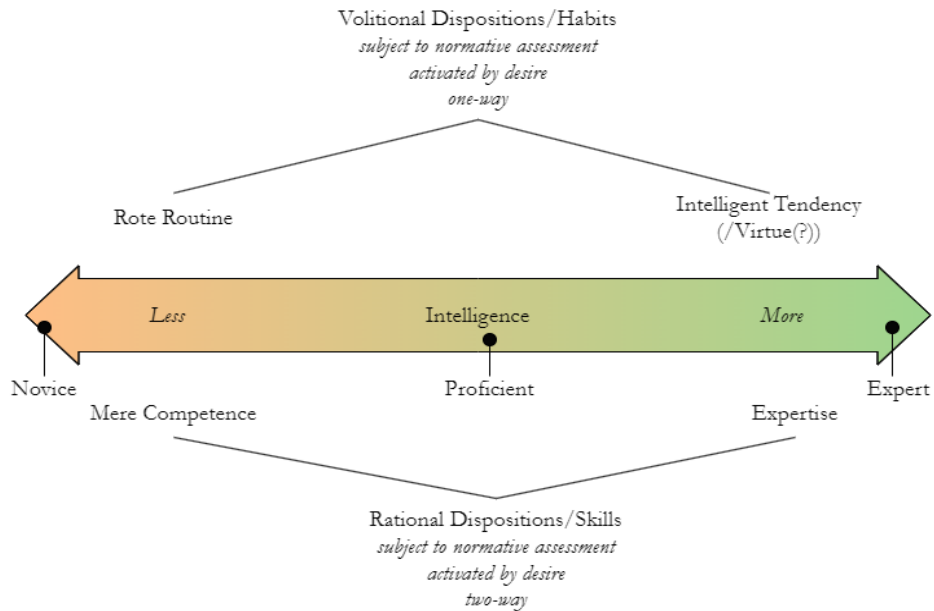 Volitional Dispositions/Habits
subject to normative assessment
activated by desire
one-way
Rote Routine
Intelligent Tendency
(/Virtue(?))
Less
Intelligence
More
Novice
Proficient
Expert
Mere Competence
Expertise
Rational Dispositions/Skills
subject to normative assessment
activated by desire
two-way